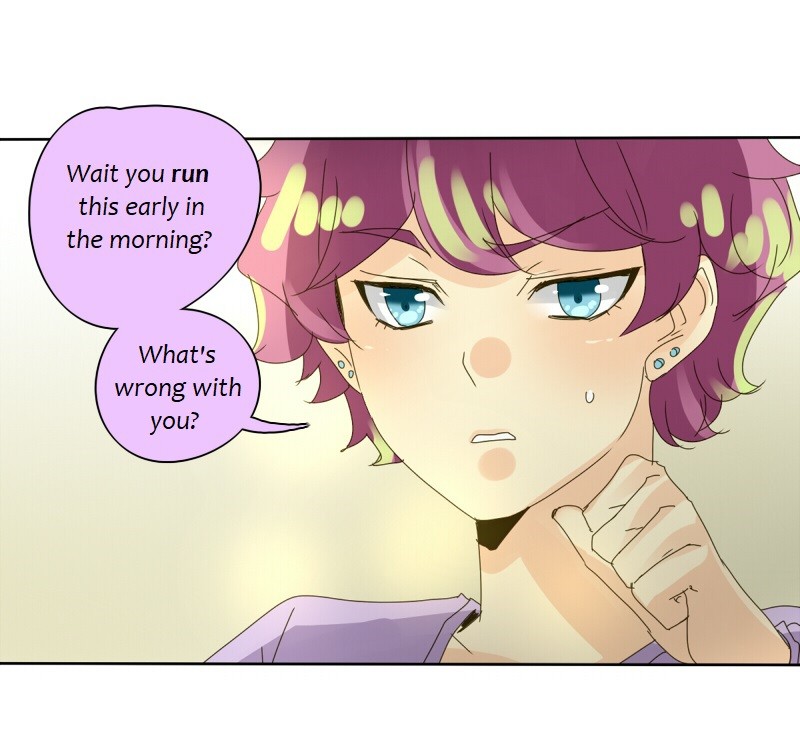 Wait you run
this early in
the morning?
What's
wrong with
you?